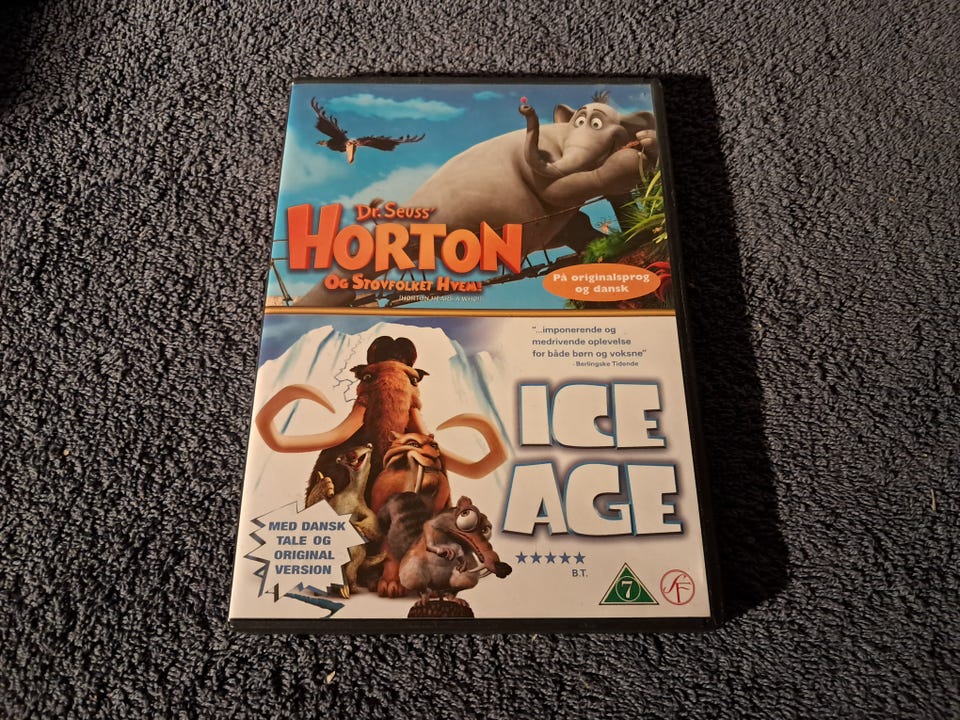 Dr. Seuss'
HORTON
OG STØVFOLKET HVEM!
(HORTON HEARS A WHO!)
På originalsprog
og dansk
"...imponerende og
medrivende oplevelse
for både børn og voksne"
- Berlingske Tidende
ICE
AGE
MED DANSK
TALE OG
ORIGINAL
VERSION
★★★★★
B.T.
7
SF